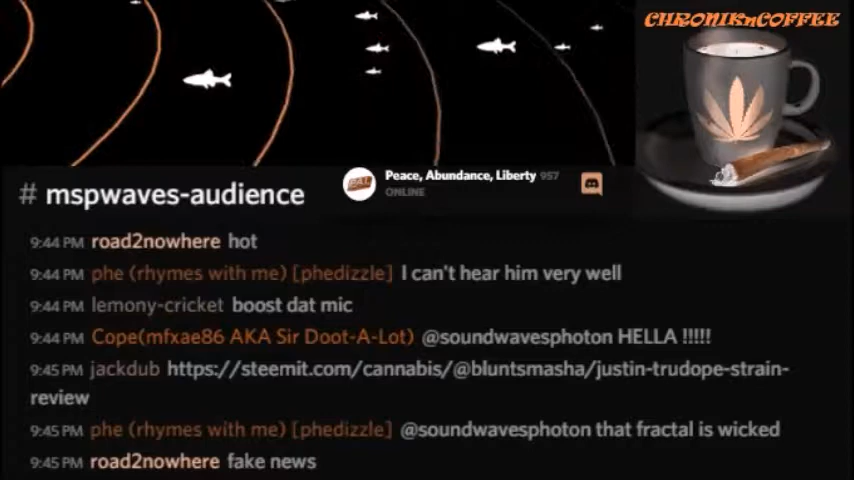 CHRONIKnCOFFEE
Peace, Abundance, Liberty 957
ONLINE
# mspwaves-audience
9:44 PM road2nowhere hot
9:44 PM phe (rhymes with me) [phedizzle] I can't hear him very well
9:44 PM lemony-cricket boost dat mic
9:44 PM Cope(mfxae86 AKA Sir Doot-A-Lot) @soundwavesphoton HELLA !!!!!
9:45 PM jackdub https://steemit.com/cannabis/@bluntsmasha/justin-trudope-strain-
review
9:45 PM phe (rhymes with me) [phedizzle] @soundwavesphoton that fractal is wicked
9:45 PM road2nowhere fake news